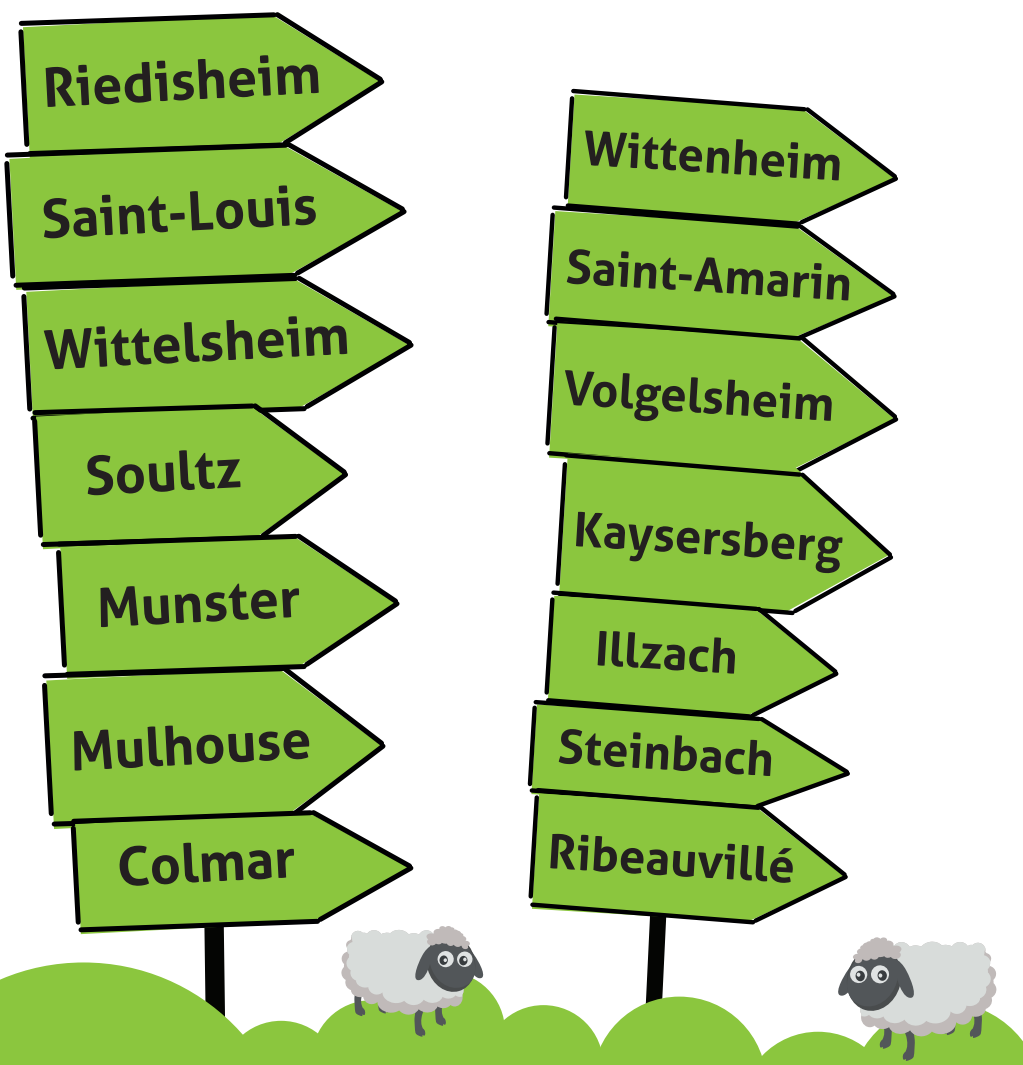 Riedisheim
Saint-Louis
Wittelsheim
Soultz
Munster
Mulhouse
Colmar
Wittenheim
Saint-Amarin
Volgelsheim
Kaysersberg
Illzach
Steinbach
Ribeauvillé